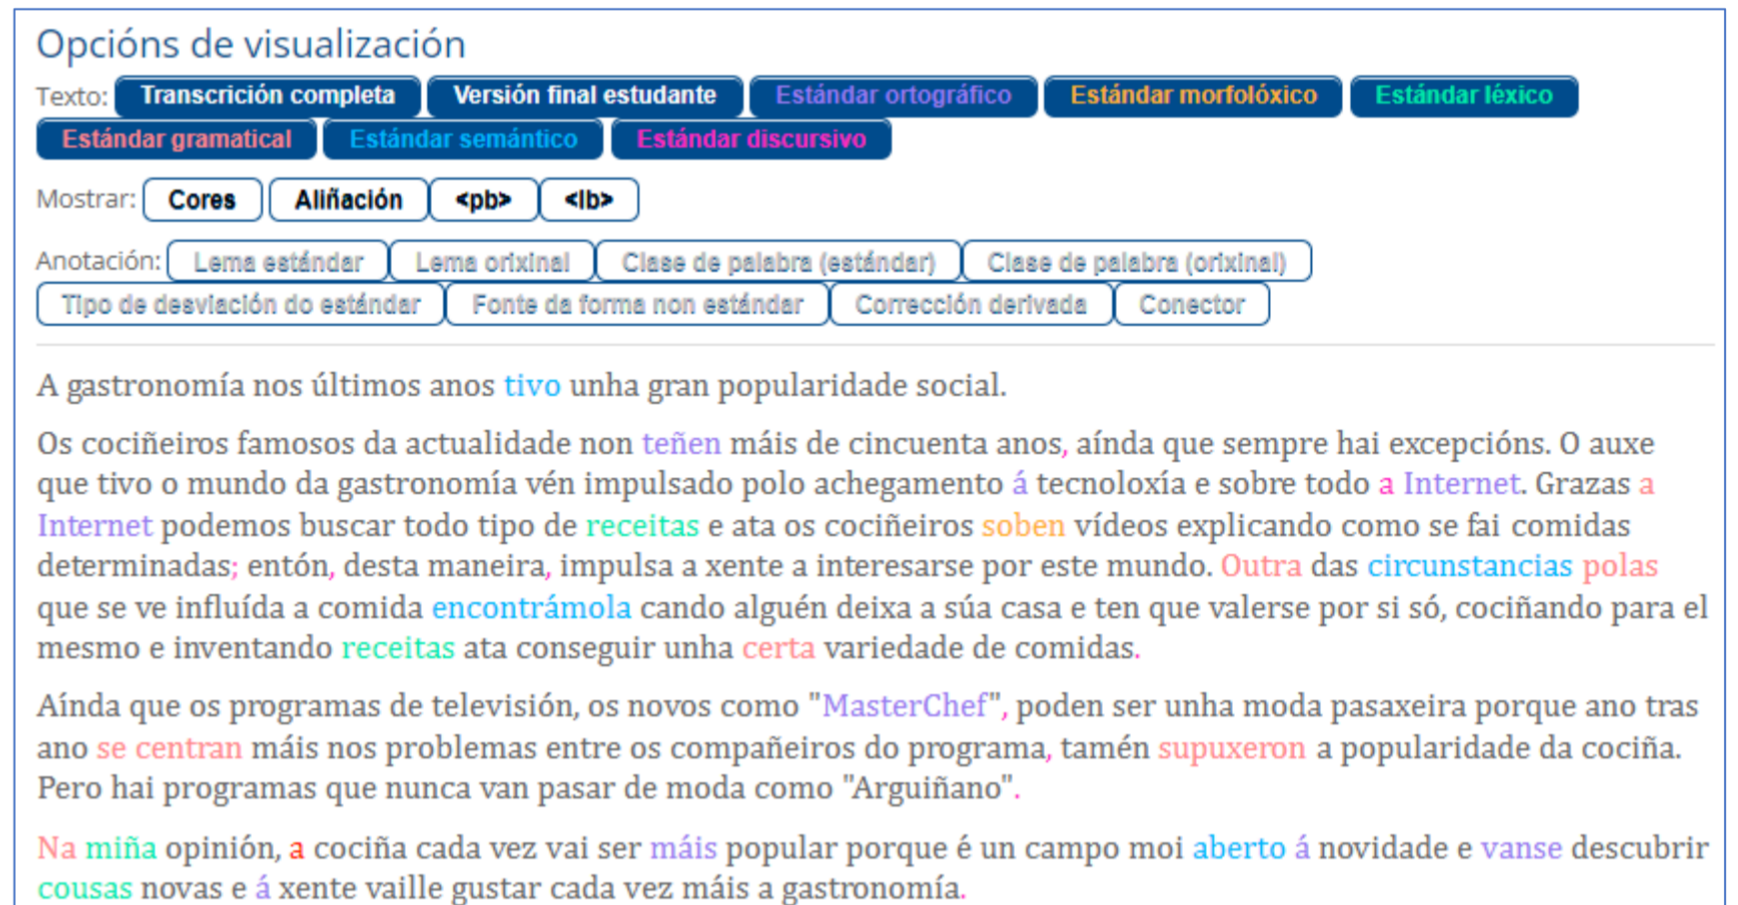 Opcións de visualización
Texto: Transcrición completa Versión final estudante Estándar ortográfico Estándar morfolóxico Estándar léxico
Estándar gramatical Estándar semántico Estándar discursivo
Mostrar: Cores Aliñación <pb> <lb>
Anotación: Lema estándar Lema orixinal Clase de palabra (estándar) Clase de palabra (orixinal)
Tipo de desviación do estándar Fonte da forma non estándar Corrección derivada Conector
A gastronomía nos últimos anos tivo unha gran popularidade social.
Os cociñeiros famosos da actualidade non teñen máis de cincuenta anos, aínda que sempre hai excepcións. O auxe
que tivo o mundo da gastronomía vén impulsado polo achegamento á tecnoloxía e sobre todo a Internet. Grazas a
Internet podemos buscar todo tipo de receitas e ata os cociñeiros soben vídeos explicando como se fai comidas
determinadas; entón, desta maneira, impulsa a xente a interesarse por este mundo. Outra das circunstancias polas
que se ve influída a comida encontrámola cando alguén deixa a súa casa e ten que valerse por si só, cociñando para el
mesmo e inventando receitas ata conseguir unha certa variedade de comidas.
Aínda que os programas de televisión, os novos como "MasterChef", poden ser unha moda pasaxeira porque ano tras
ano se centran máis nos problemas entre os compañeiros do programa, tamén supuxeron a popularidade da cociña.
Pero hai programas que nunca van pasar de moda como "Arguiñano".
Na miña opinión, a cociña cada vez vai ser máis popular porque é un campo moi aberto á novidade e vanse descubrir
cousas novas e á xente vaille gustar cada vez máis a gastronomía.